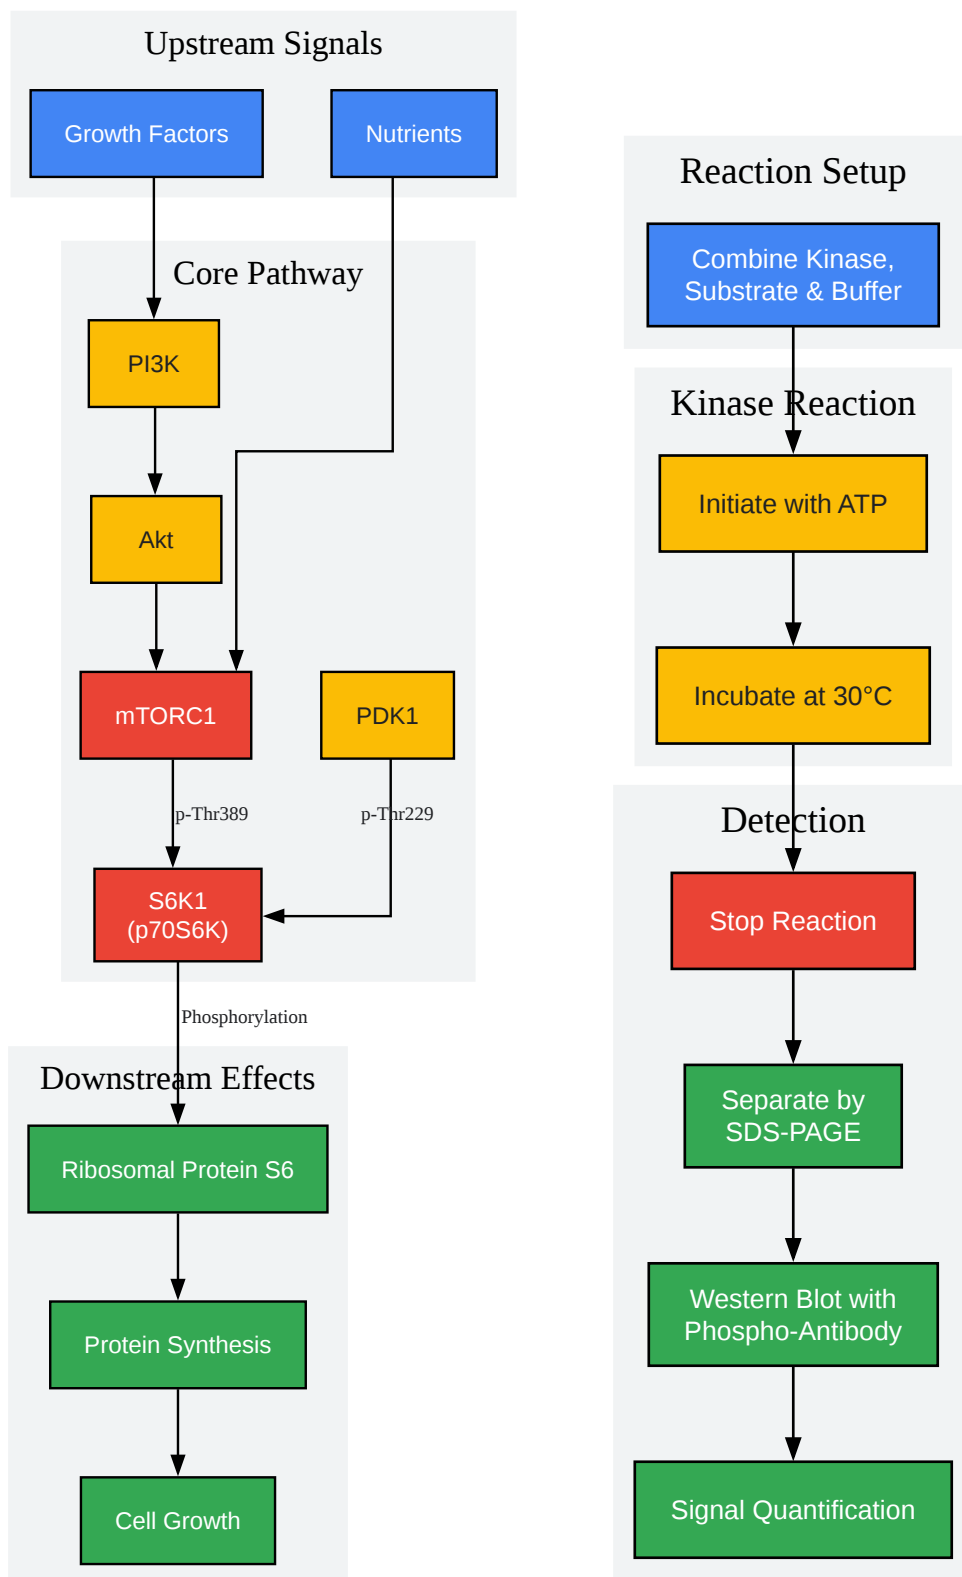 Upstream Signals
Growth Factors
Nutrients
Core Pathway
PI3K
Akt
mTORC1
PDK1
p-Thr389
p-Thr229
S6K1
(p70S6K)
Phosphorylation
Downstream Effects
Ribosomal Protein S6
Protein Synthesis
Cell Growth
Reaction Setup
Combine Kinase,
Substrate & Buffer
Kinase Reaction
Initiate with ATP
Incubate at 30°C
Detection
Stop Reaction
Separate by
SDS-PAGE
Western Blot with
Phospho-Antibody
Signal Quantification